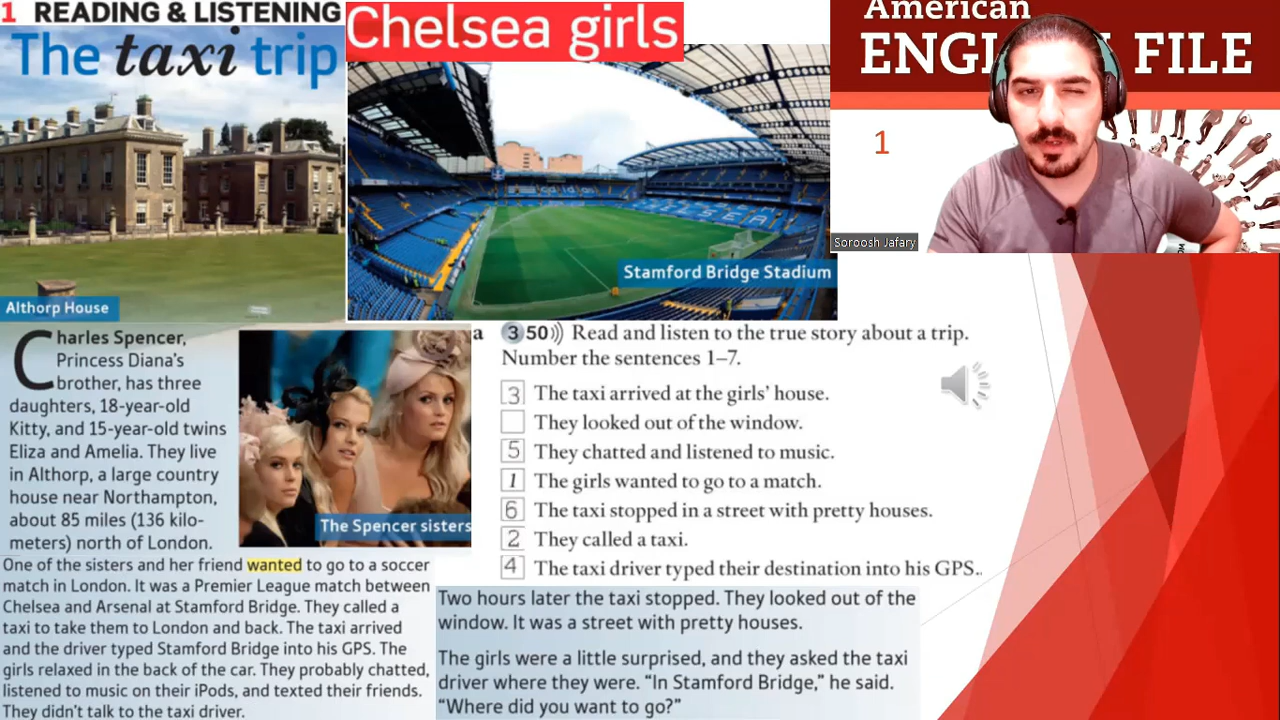 1 READING & LISTENING
The taxi trip
Althorp House
Chelsea girls
CHELSEA
Stamford Bridge Stadium
American
ENGL FILE
1
Soroosh Jafary
Charles Spencer,
Princess Diana's
brother, has three
daughters, 18-year-old
Kitty, and 15-year-old twins
Eliza and Amelia. They live
in Althorp, a large country
house near Northampton,
about 85 miles (136 kilo-
meters) north of London.
The Spencer sisters
One of the sisters and her friend wanted to go to a soccer
match in London. It was a Premier League match between
Chelsea and Arsenal at Stamford Bridge. They called a
taxi to take them to London and back. The taxi arrived
and the driver typed Stamford Bridge into his GPS. The
girls relaxed in the back of the car. They probably chatted,
listened to music on their iPods, and texted their friends.
They didn't talk to the taxi driver.
a 3 50)) Read and listen to the true story about a trip.
Number the sentences 1–7.
3 The taxi arrived at the girls' house.
They looked out of the window.
5 They chatted and listened to music.
1 The girls wanted to go to a match.
6 The taxi stopped in a street with pretty houses.
2 They called a taxi.
4 The taxi driver typed their destination into his GPS..
Two hours later the taxi stopped. They looked out of the
window. It was a street with pretty houses.
The girls were a little surprised, and they asked the taxi
driver where they were. “In Stamford Bridge,” he said.
“Where did you want to go?”